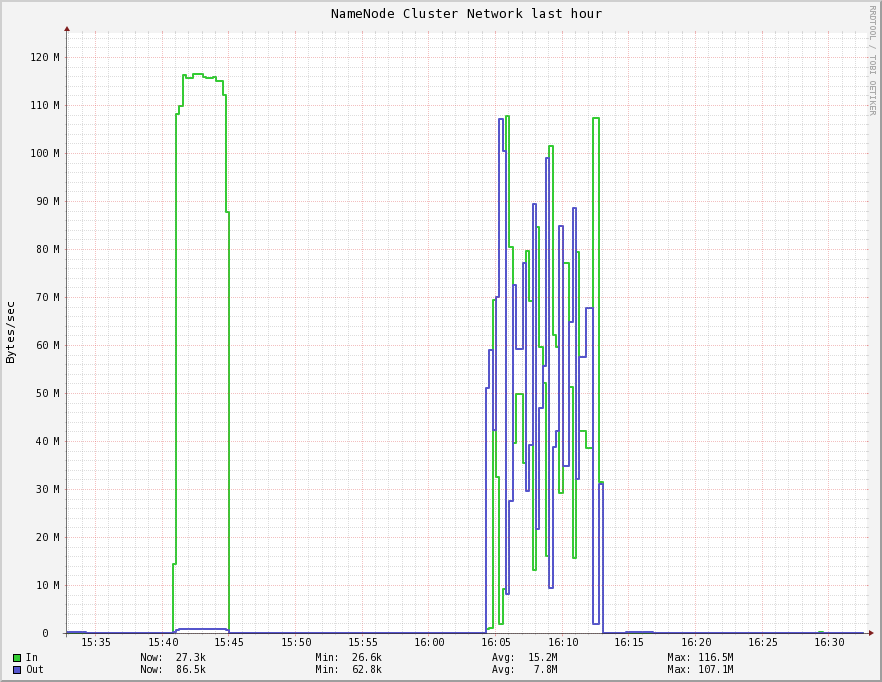 NameNode Cluster Network last hour
RRDTOOL / TOBI OETIKER
Bytes/sec
120 M
110 M
100 M
90 M
80 M
70 M
60 M
50 M
40 M
30 M
20 M
10 M
0
15:35 15:40 15:45 15:50 15:55 16:00 16:05 16:10 16:15 16:20 16:25 16:30
In Now: 27.3k Min: 26.6k Avg: 15.2M Max: 116.5M
Out Now: 86.5k Min: 62.8k Avg: 7.8M Max: 107.1M